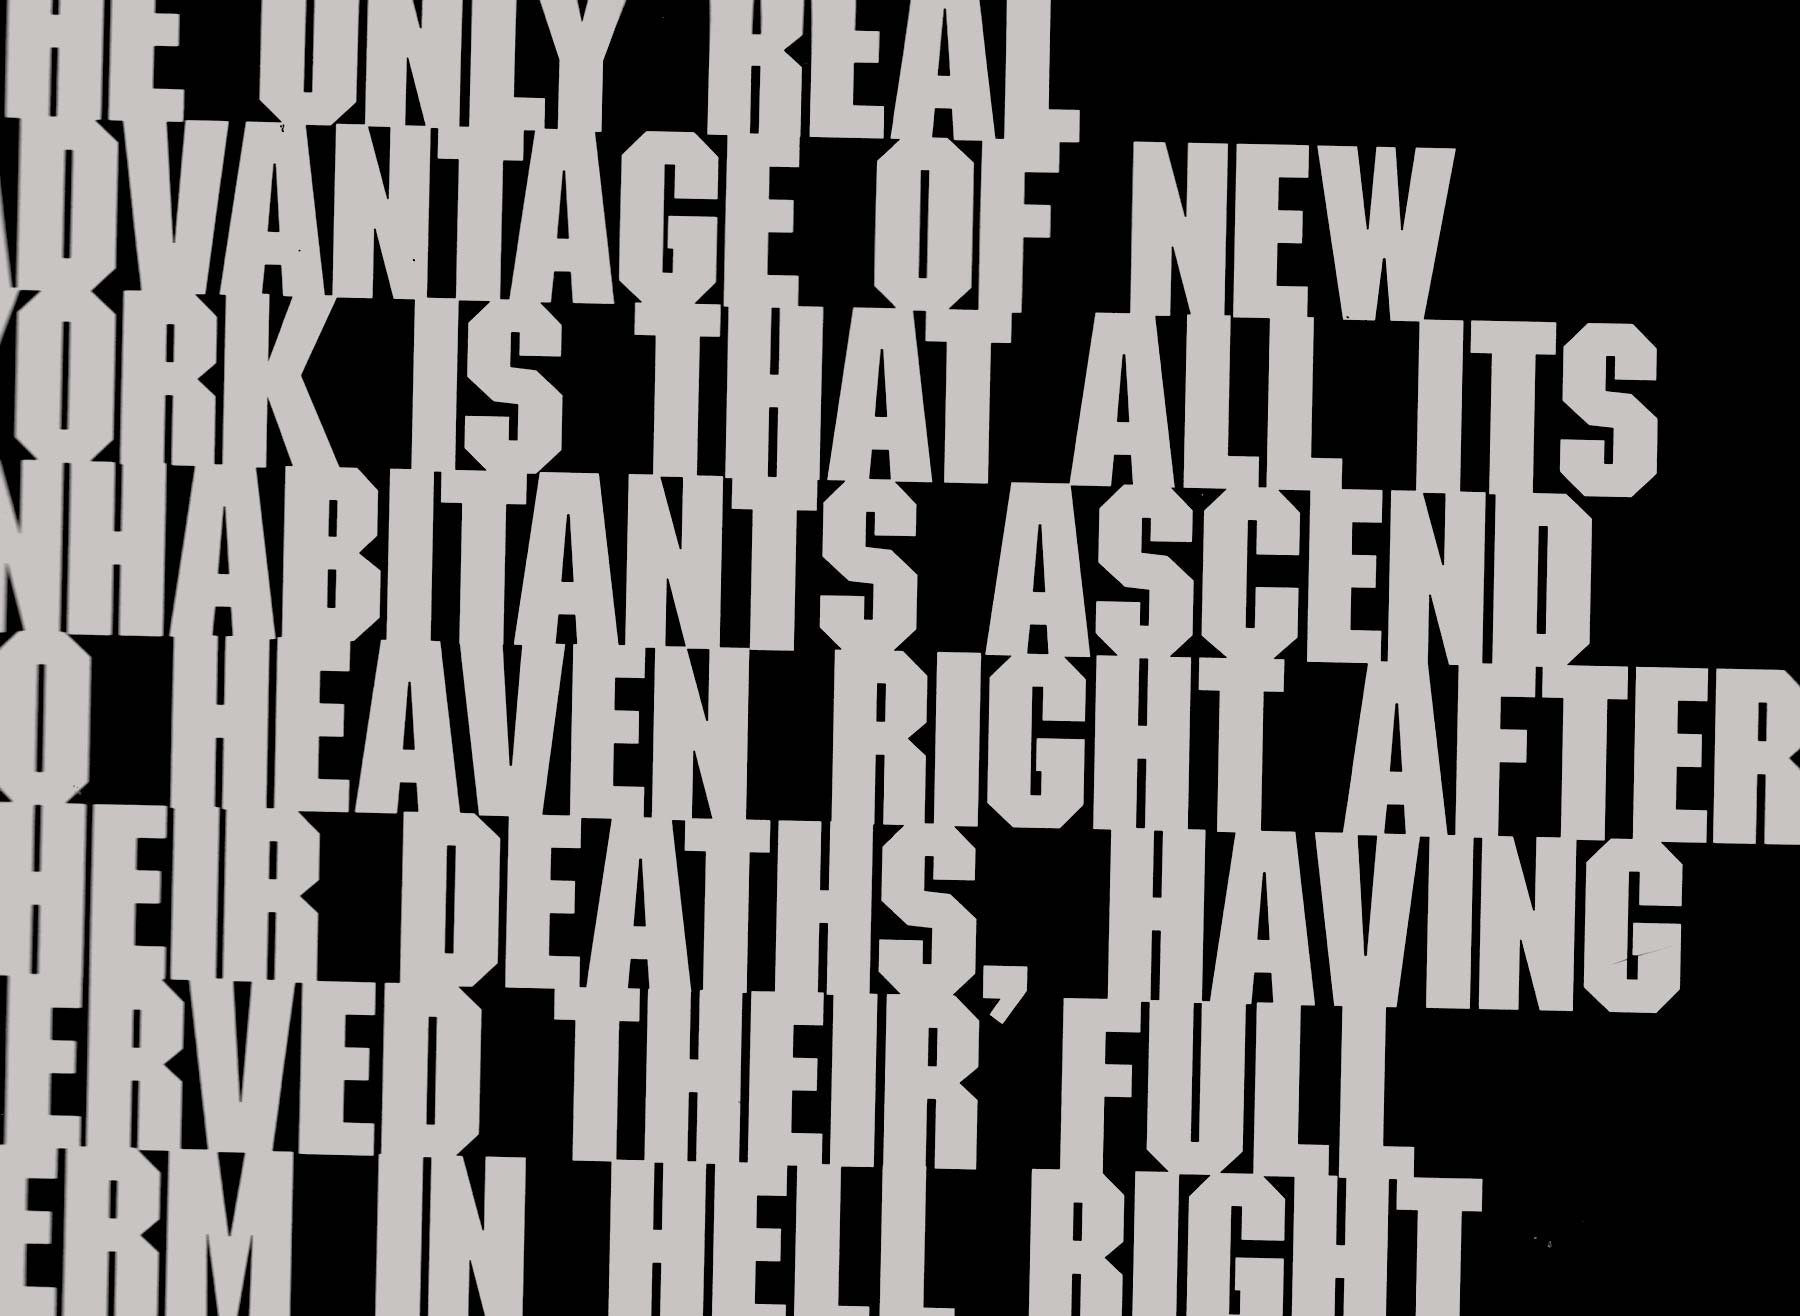 HE ONLY REAL
DVANTAGE OF NEW
YORK IS THAT ALL ITS
NHABITANTS ASCEND
O HEAVEN RIGHT AFTER
HEIR DEATHS, HAVING
ERVED THEIR FULL
ERM IN HELL RIGHT